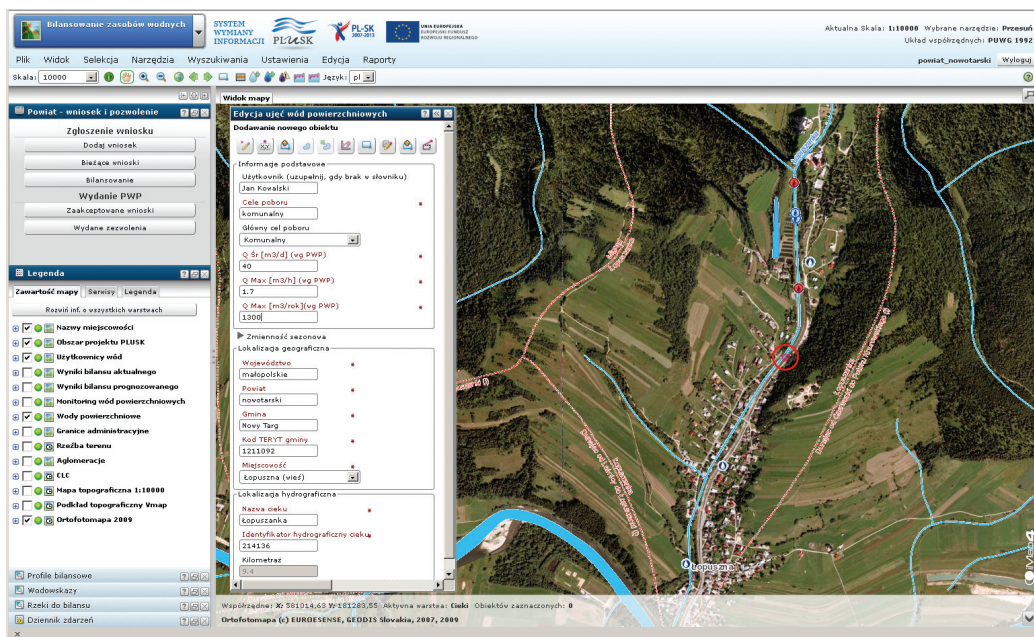 Bilansowanie zasobów wodnych
SYSTEM
WYMIANY
INFORMACJI
PLUSK
PL-SK
2007-2013
UNIA EUROPEJSKA
EUROPEJSKI FUNDUSZ
ROZWOJU REGIONALNEGO
Aktualna Skala: 1:10000 Wybrane narzędzie: Przesuń
Układ współrzędnych: PUWG 1992
Plik Widok Selekcja Narzędzia Wyszukiwania Ustawienia Edycja Raporty
powiat_nowotarski Wyloguj
Skala: 10000 Języki: pl
Powiat - wniosek i pozwolenie
Zgłoszenie wniosku
Dodaj wniosek
Bieżące wnioski
Bilansowanie
Wydanie PWP
Zaakceptowane wnioski
Wydane zezwolenia
Legenda
Zawartość mapy Serwisy Legenda
Rozwiń inf. o wszystkich warstwach
Nazwy miejscowości
Obszar projektu PLUSK
Użytkownicy wód
Wyniki bilansu aktualnego
Wyniki bilansu prognozowanego
Monitoring wód powierzchniowych
Wody powierzchniowe
Granice administracyjne
Rzeźba terenu
Aglomeracje
CLC
Mapa topograficzna 1:10000
Podkład topograficzny Vmap
Ortofotomapa 2009
Profile bilansowe
Wodowskazy
Rzeki do bilansu
Dziennik zdarzeń
Widok mapy
Edycja ujęć wód powierzchniowych
Dodawanie nowego obiektu
Informacje podstawowe
Użytkownik (uzupełnij, gdy brak w słowniku)
Jan Kowalski
Cele poboru
komunalny
Główny cel poboru
Komunalny
Q Śr [m3/d] (wg PWP)
40
Q Max [m3/h] (wg PWP)
1.7
Q Max [m3/rok](wg PWP)
1300
Zmienność sezonowa
Lokalizacja geograficzna
Województwo
małopolskie
Powiat
nowotarski
Gmina
Nowy Targ
Kod TERYT gminy
1211092
Miejscowość
Łopuszna (wieś)
Lokalizacja hydrograficzna
Nazwa cieku
Łopuszanka
Identyfikator hydrograficzny cieku
214136
Kilometraż
9.4
Łopuszna
Współrzędne: X: 581014,63 Y: 181283,55 Aktywna warstwa: Cieki Obiektów zaznaczonych: 0
Ortofotomapa (c) EUROSENSE, GEODIS Slovakia, 2007, 2009